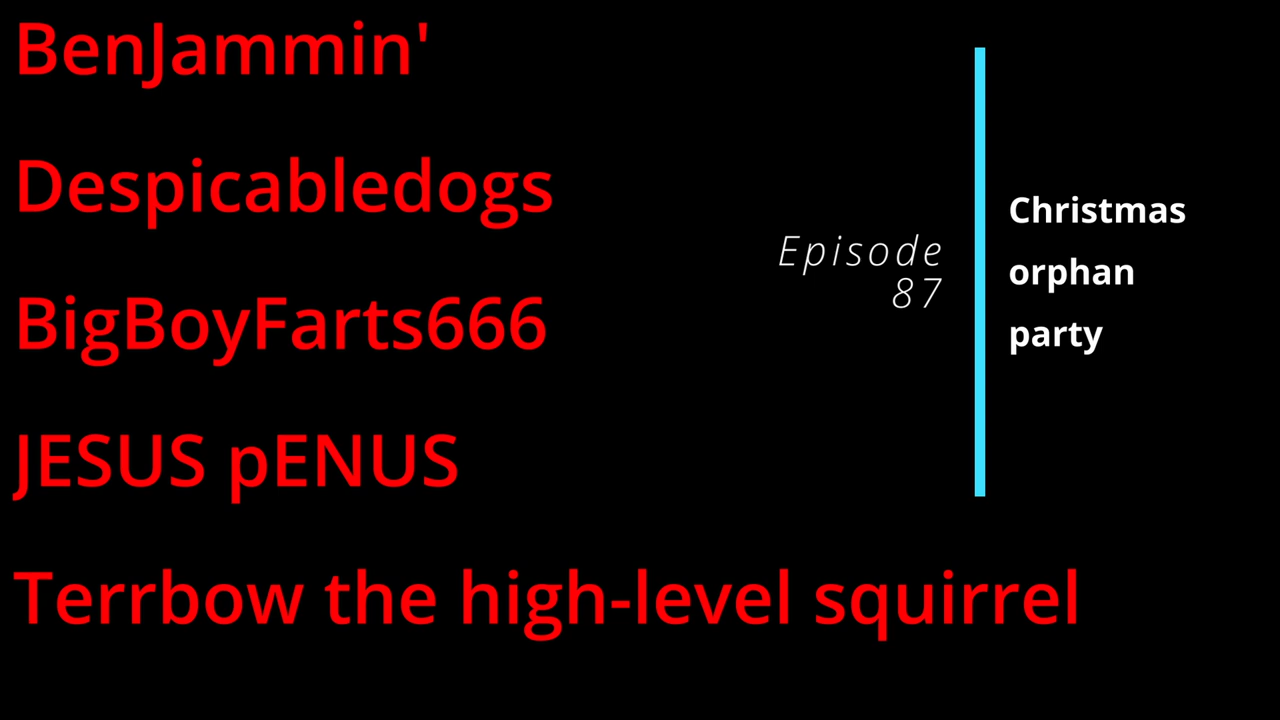 BenJammin'
Despicabledogs
BigBoyFarts666
JESUS pENUS
Terrbow the high-level squirrel
Episode
87
Christmas
orphan
party